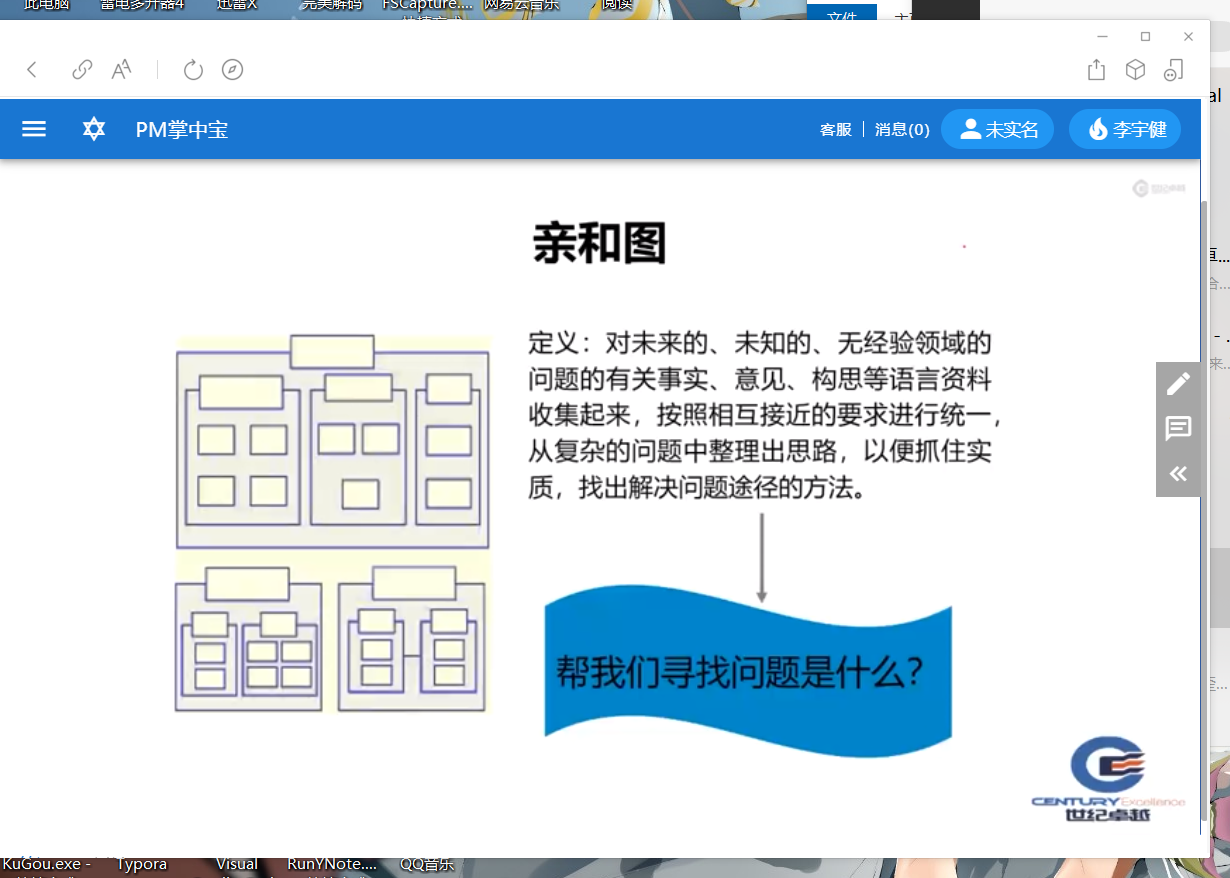 此电脑
雷电多开器4
迅雷X
完美解码
FSCapture....
网易云音乐
阅读
文件
PM掌中宝
客服
消息(0)
未实名
李宇健
亲和图
定义：对未来的、未知的、无经验领域的
问题的有关事实、意见、构思等语言资料
收集起来，按照相互接近的要求进行统一，
从复杂的问题中整理出思路，以便抓住实
质，找出解决问题途径的方法。
帮我们寻找问题是什么？
CENTURY Excellence
世纪卓越
KuGou.exe -
Typora
Visual
RunYNote....
QQ音乐